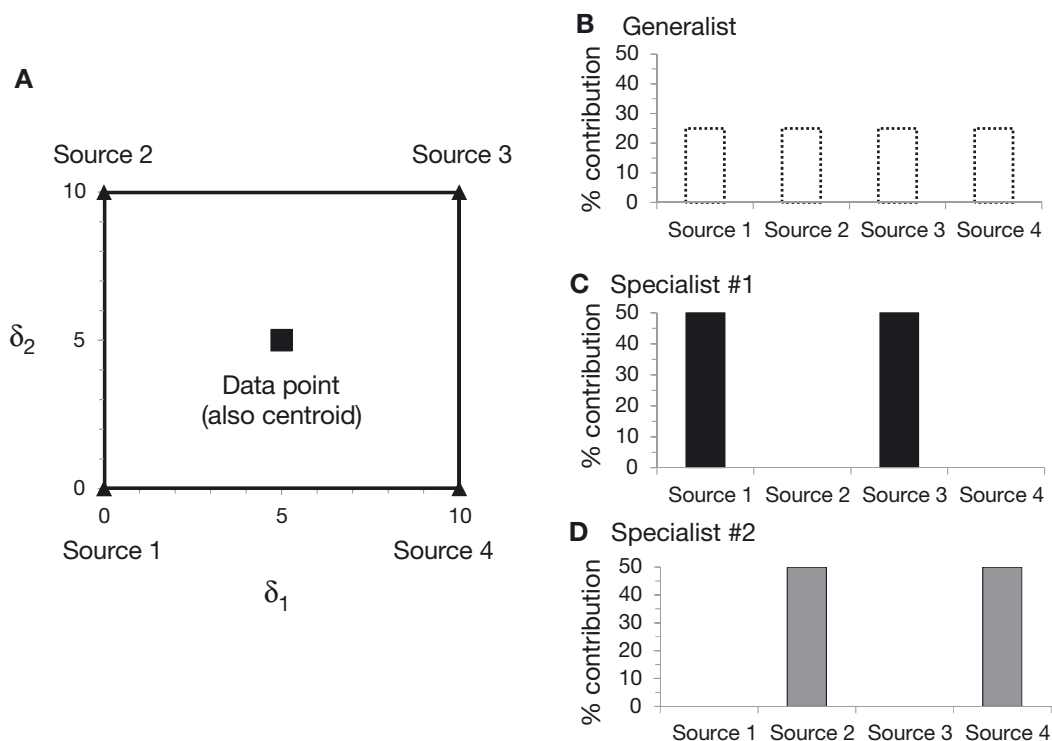 A
Source 2
Source 3
10
δ2
5
Data point
(also centroid)
0
0
5
10
Source 1
Source 4
δ1
B Generalist
% contribution
50
40
30
20
10
0
Source 1 Source 2 Source 3 Source 4
C Specialist #1
% contribution
50
40
30
20
10
0
Source 1 Source 2 Source 3 Source 4
D Specialist #2
% contribution
50
40
30
20
10
0
Source 1 Source 2 Source 3 Source 4